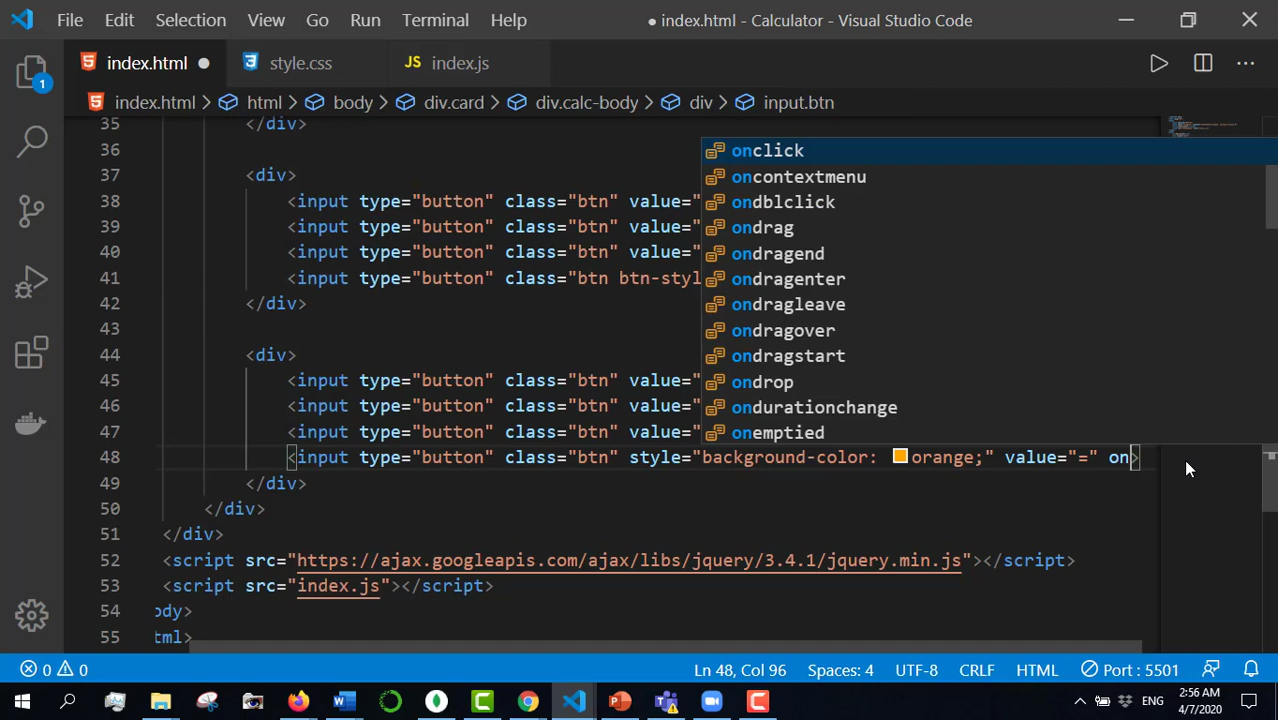 File Edit Selection View Go Run Terminal Help ● index.html - Calculator - Visual Studio Code
index.html ● style.css JS index.js
index.html > html > body > div.card > div.calc-body > div > input.btn
1
35 </div>
36
37 <div>
38 <input type="button" class="btn" value="
39 <input type="button" class="btn" value="
40 <input type="button" class="btn" value="
41 <input type="button" class="btn btn-styl
42 </div>
43
44 <div>
45 <input type="button" class="btn" value="
46 <input type="button" class="btn" value="
47 <input type="button" class="btn" value="
48 <input type="button" class="btn" style="background-color: orange;" value="=" on>
49 </div>
50 </div>
51 </div>
52 <script src="https://ajax.googleapis.com/ajax/libs/jquery/3.4.1/jquery.min.js"></script>
53 <script src="index.js"></script>
54 ody>
55 tml>
onclick
oncontextmenu
ondblclick
ondrag
ondragend
ondragenter
ondragleave
ondragover
ondragstart
ondrop
ondurationchange
onemptied
0 0 Ln 48, Col 96 Spaces: 4 UTF-8 CRLF HTML Port : 5501
ENG 2:56 AM
4/7/2020